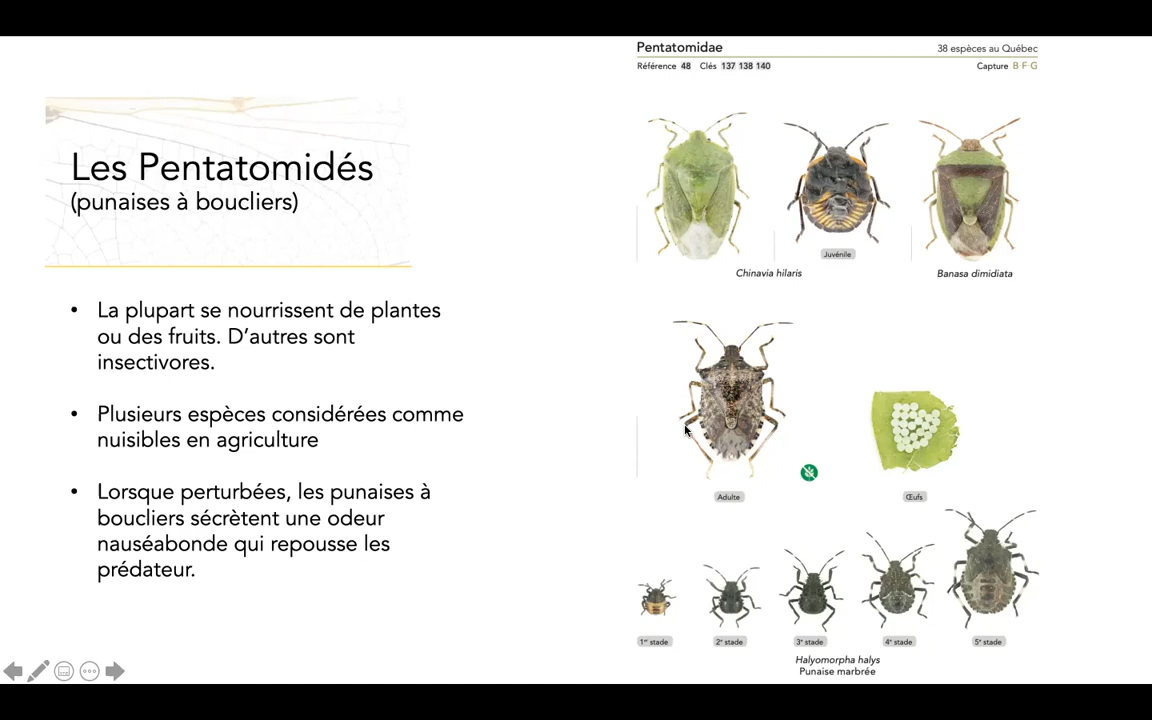 Les Pentatomidés
(punaises à boucliers)
• La plupart se nourrissent de plantes
ou des fruits. D'autres sont
insectivores.
• Plusieurs espèces considérées comme
nuisibles en agriculture
• Lorsque perturbées, les punaises à
boucliers sécrètent une odeur
nauséabonde qui repousse les
prédateur.
Pentatomidae 38 espèces au Québec
Référence 48 Clés 137 138 140 Capture B·F·G
Juvénile
Chinavia hilaris Banasa dimidiata
Adulte Œufs
1er stade 2e stade 3e stade 4e stade 5e stade
Halyomorpha halys
Punaise marbrée